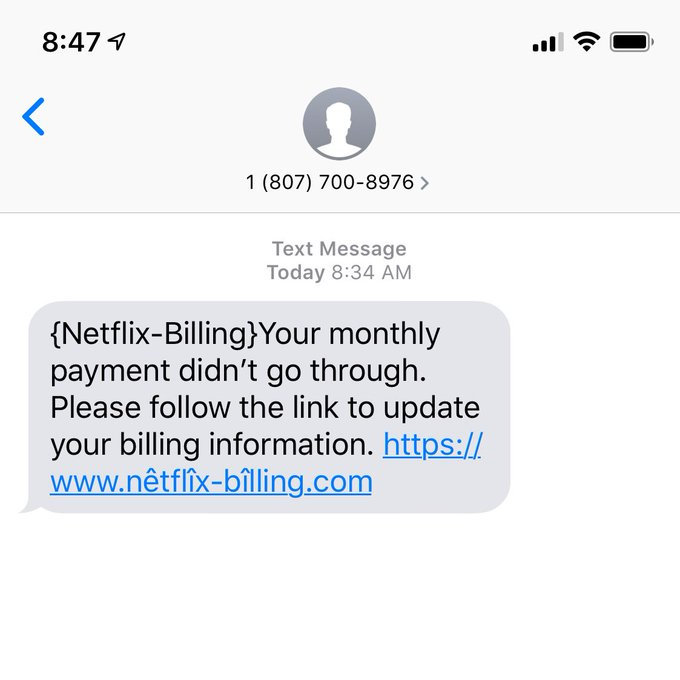 8:47
1 (807) 700-8976
Text Message
Today 8:34 AM
{Netflix-Billing}Your monthly
payment didn’t go through.
Please follow the link to update
your billing information. https://
www.nêtflîx-bîlling.com